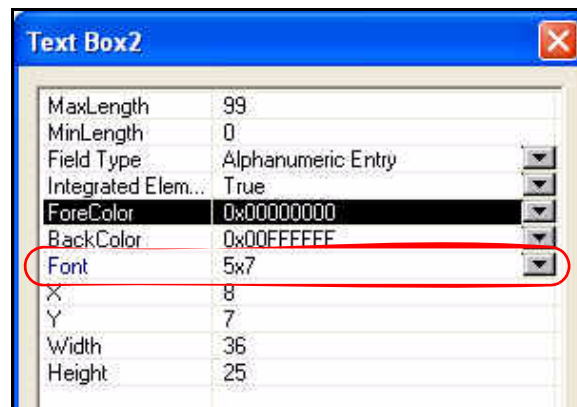 Text Box2
MaxLength 99
MinLength 0
Field Type Alphanumeric Entry
Integrated Elem... True
ForeColor 0x00000000
BackColor 0x00FFFFFF
Font 5x7
X 8
Y 7
Width 36
Height 25